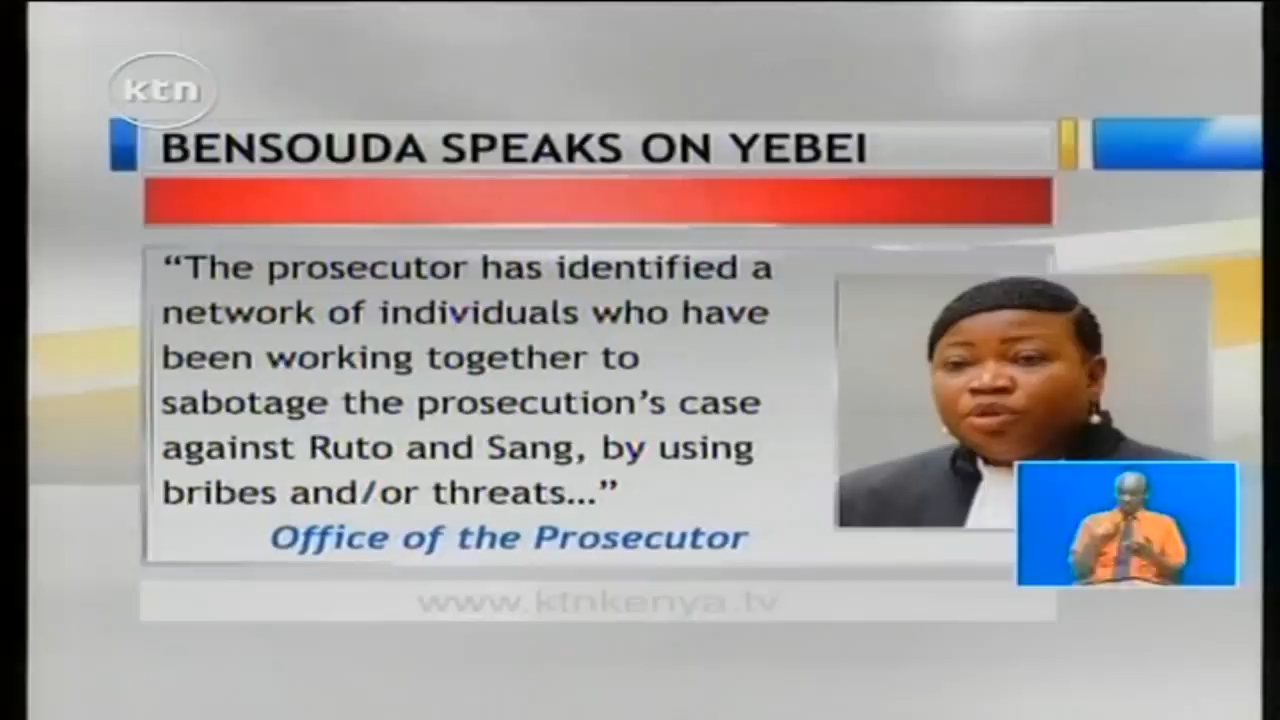 ktn
BENSOUDA SPEAKS ON YEBEI
“The prosecutor has identified a
network of individuals who have
been working together to
sabotage the prosecution’s case
against Ruto and Sang, by using
bribes and/or threats…”
Office of the Prosecutor
www.ktnkenya.tv